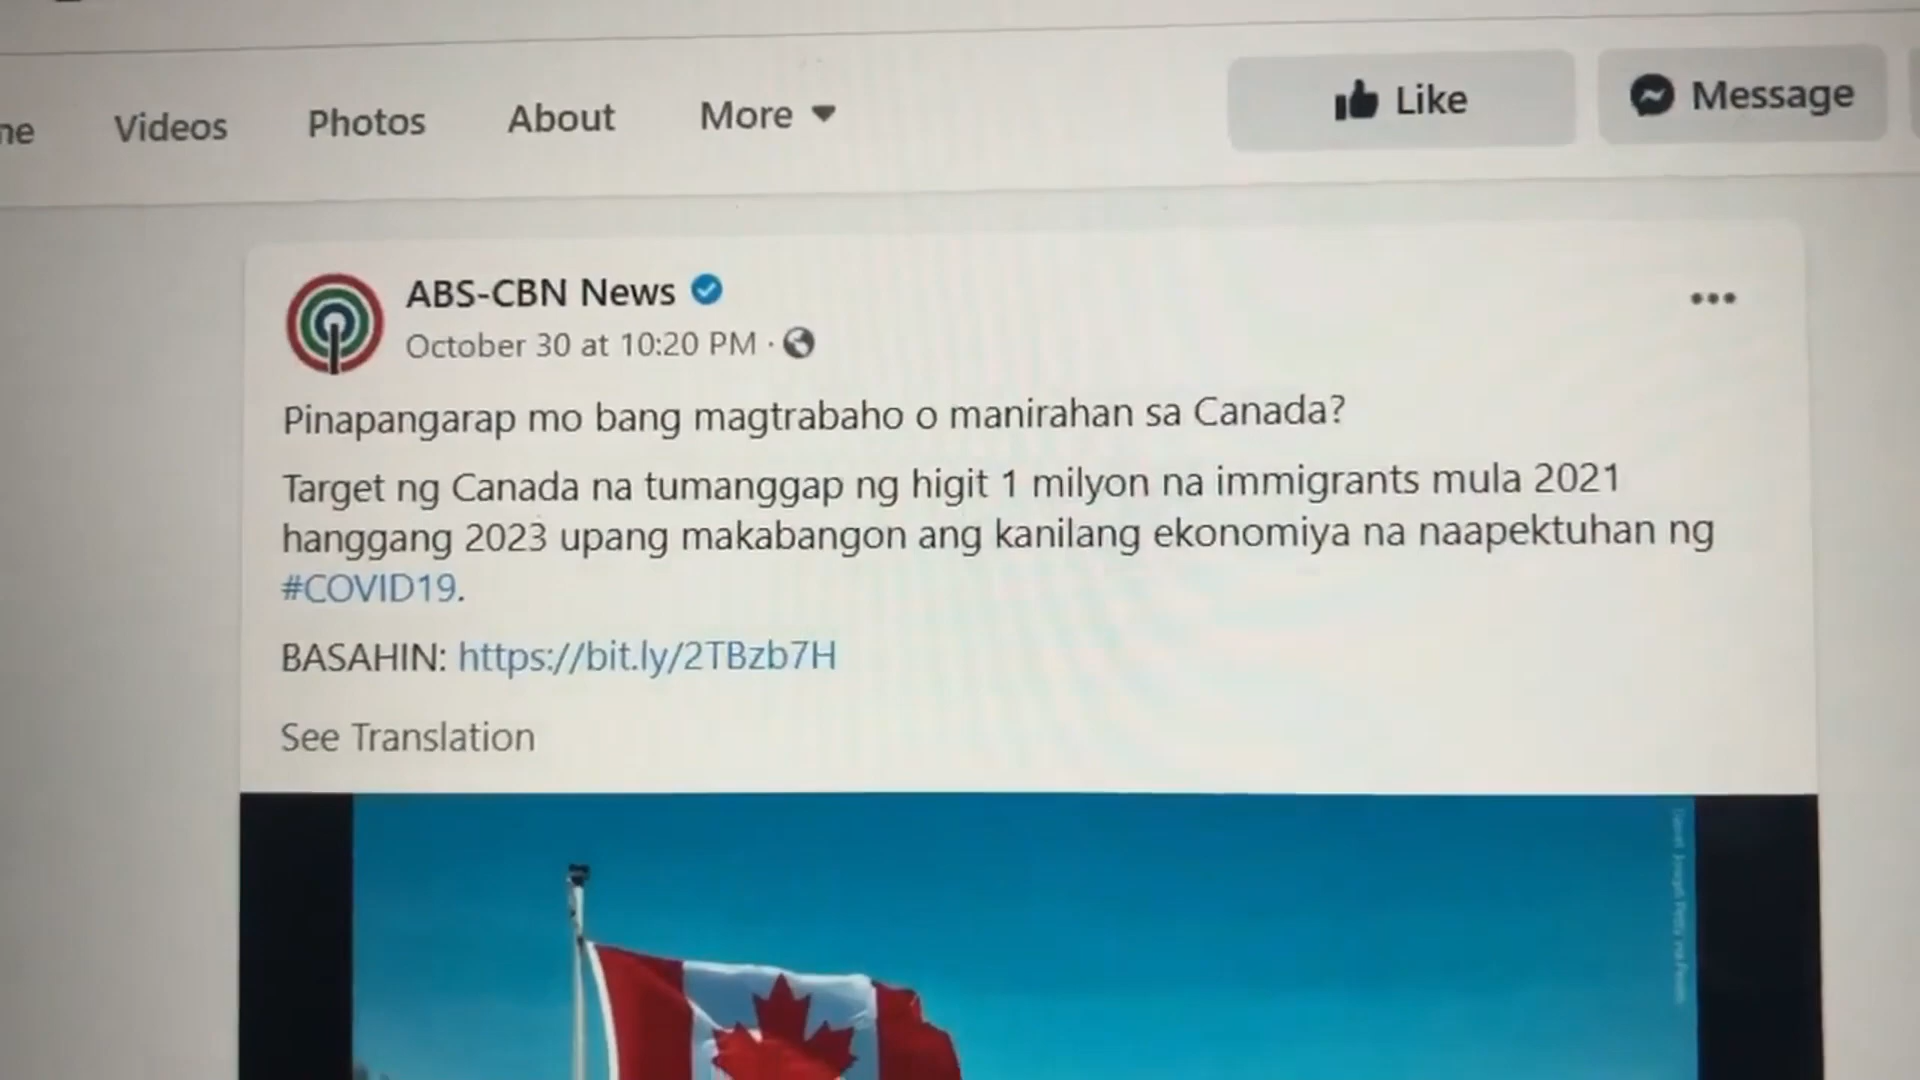 Videos Photos About More Like Message
ABS-CBN News
October 30 at 10:20 PM ·
Pinapangarap mo bang magtrabaho o manirahan sa Canada?
Target ng Canada na tumanggap ng higit 1 milyon na immigrants mula 2021
hanggang 2023 upang makabangon ang kanilang ekonomiya na naapektuhan ng
#COVID19.
BASAHIN: https://bit.ly/2TBzb7H
See Translation